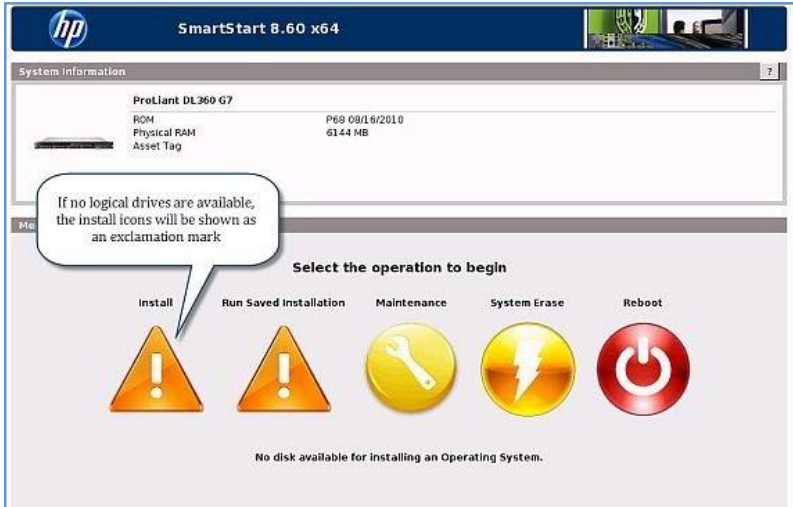 hp
SmartStart 8.60 x64
System Information
?
ProLiant DL360 G7
ROM P68 08/16/2010
Physical RAM 6144 MB
Asset Tag
If no logical drives are available,
the install icons will be shown as
an exclamation mark
Me
Select the operation to begin
Install Run Saved Installation Maintenance System Erase Reboot
No disk available for installing an Operating System.